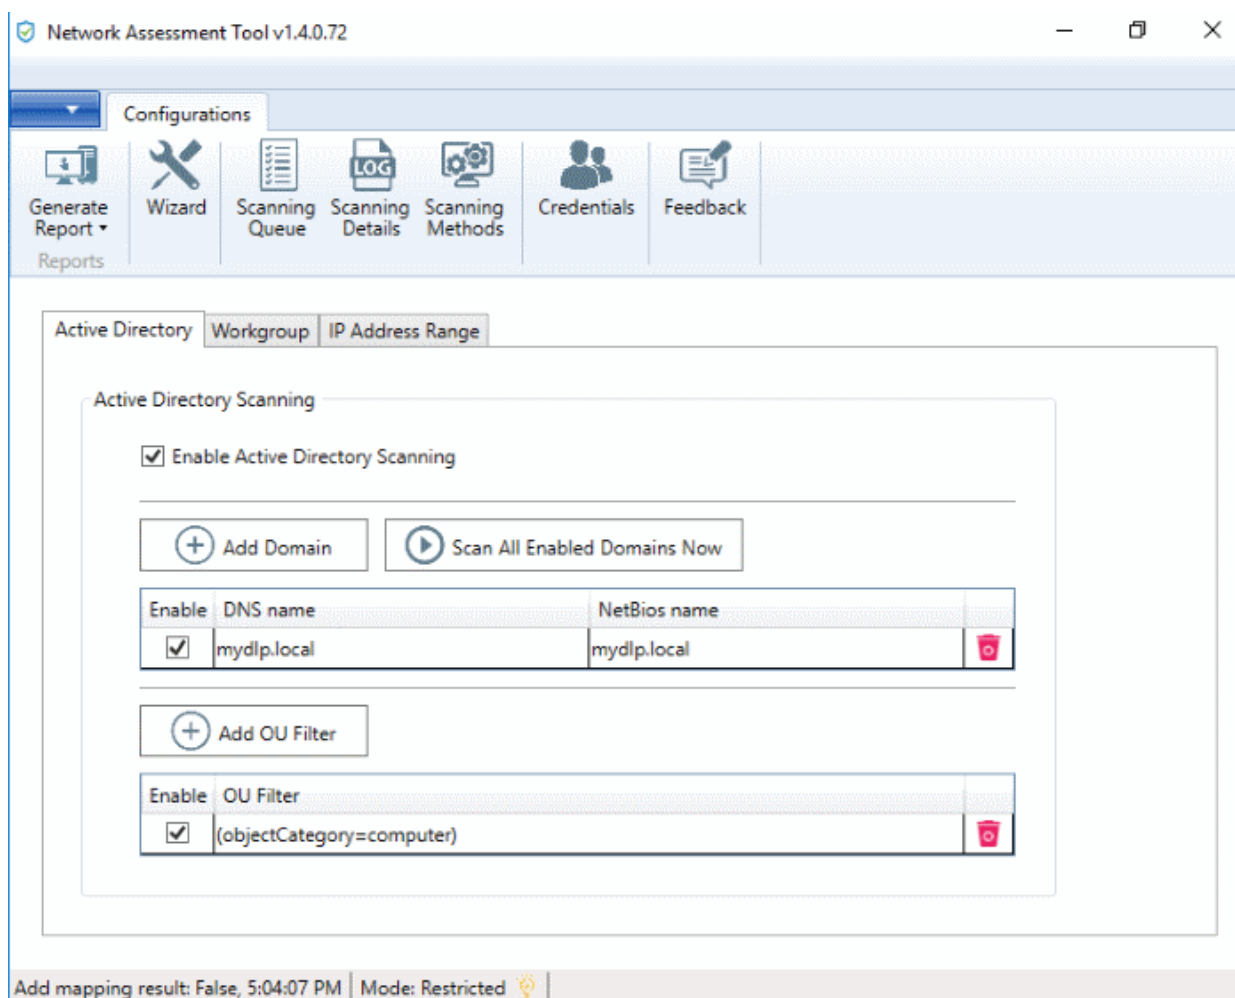 Network Assessment Tool v1.4.0.72
Configurations
Generate Report
Wizard
Scanning Queue
LOG
Scanning Details
Scanning Methods
Credentials
Feedback
Reports
Active Directory
Workgroup
IP Address Range
Active Directory Scanning
Enable Active Directory Scanning
Add Domain
Scan All Enabled Domains Now
Enable DNS name NetBios name
mydlp.local mydlp.local
Add OU Filter
Enable OU Filter
(objectCategory=computer)
Add mapping result: False, 5:04:07 PM Mode: Restricted